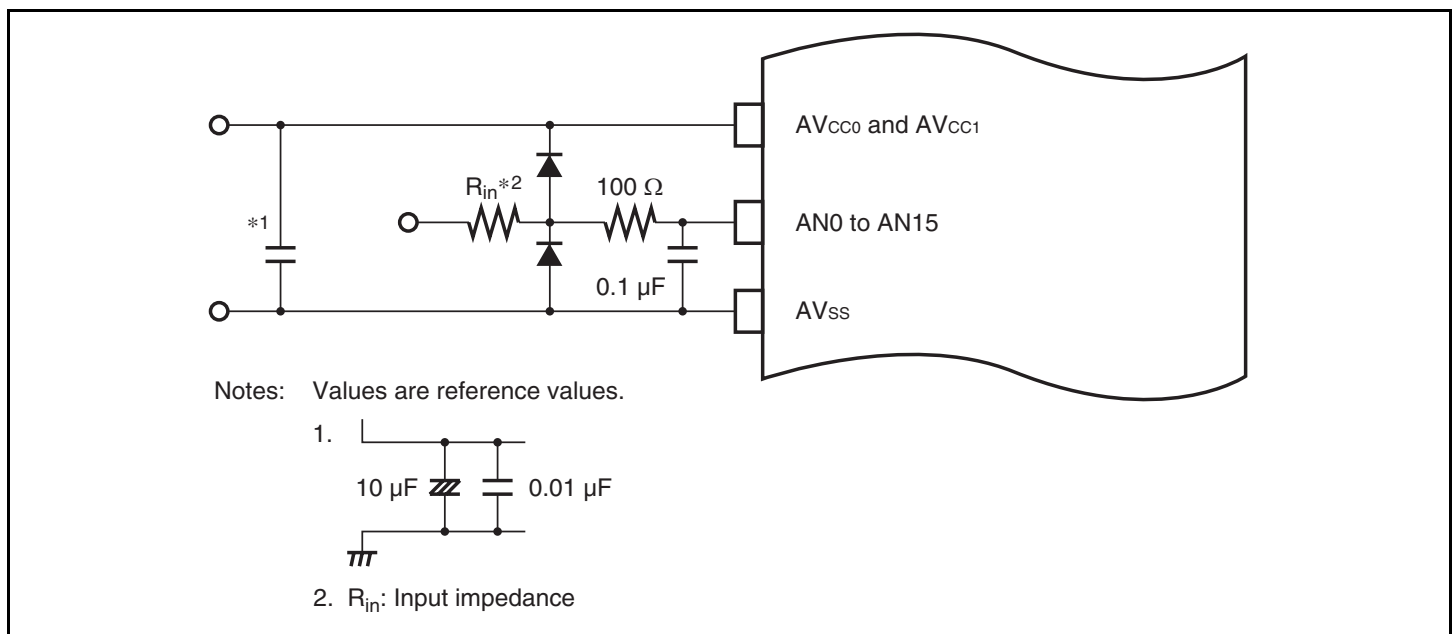 AVCC0 and AVCC1
Rin*2
100 Ω
*1
AN0 to AN15
0.1 µF
AVSS
Notes: Values are reference values.
1.
10 µF
0.01 µF
2. Rin: Input impedance